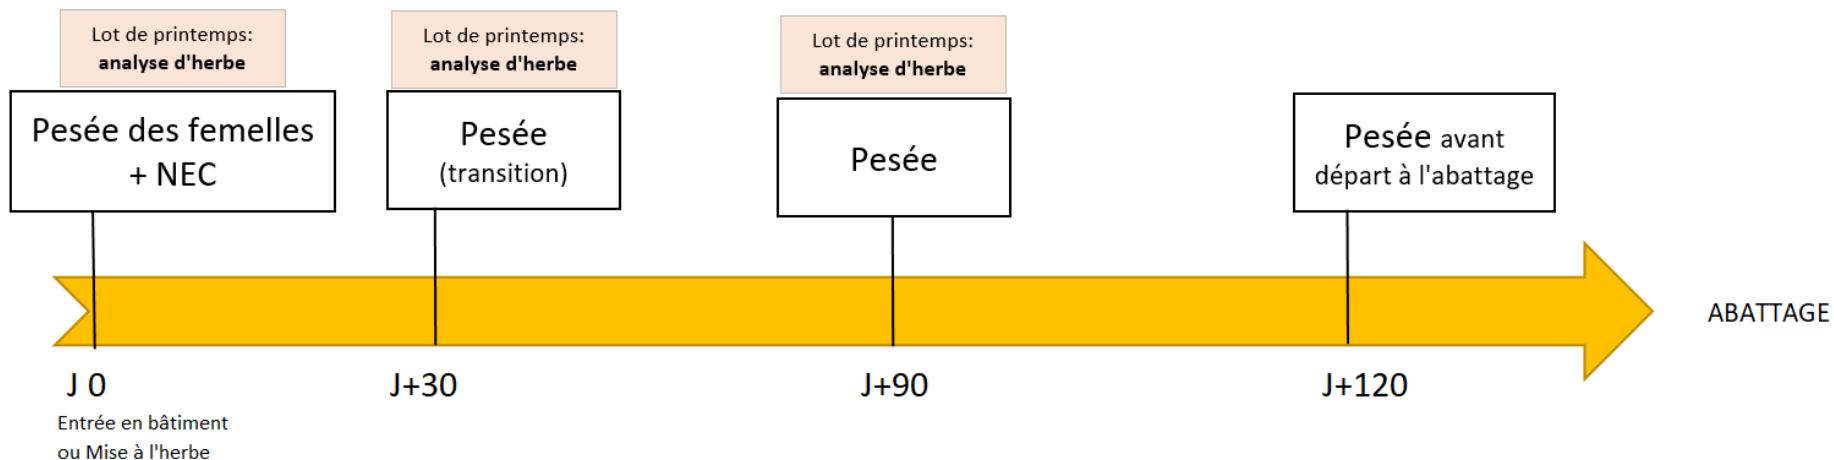 Lot de printemps:
analyse d'herbe
Lot de printemps:
analyse d'herbe
Lot de printemps:
analyse d'herbe
Pesée des femelles
+ NEC
Pesée
(transition)
Pesée
Pesée avant
départ à l'abattage
ABATTAGE
J 0
J+30
J+90
J+120
Entrée en bâtiment
ou Mise à l'herbe